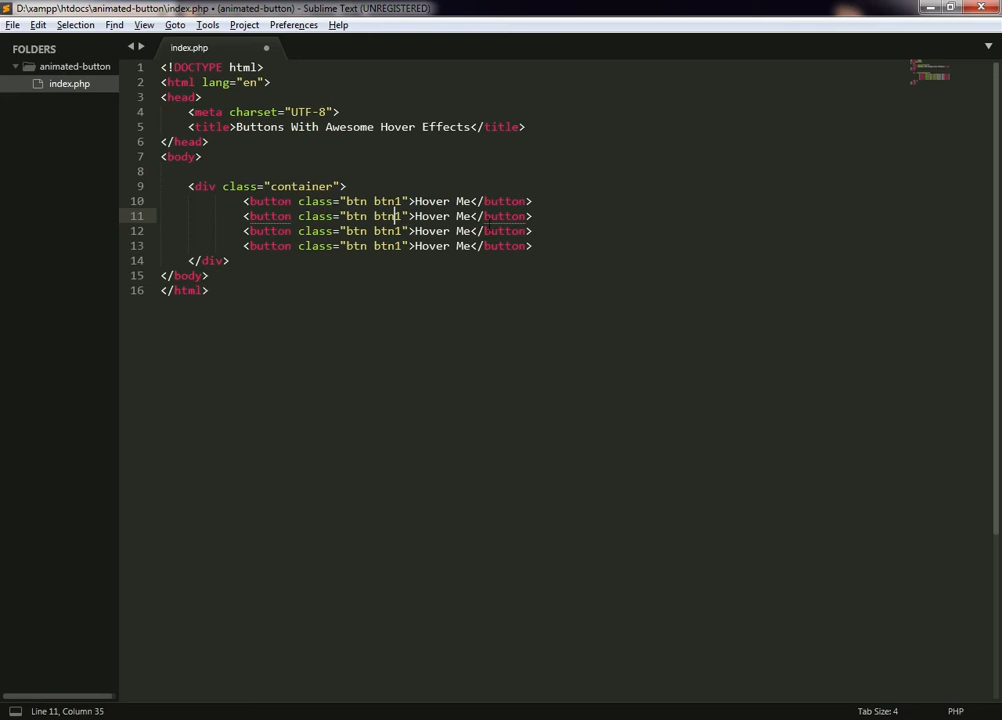 D:\xampp\htdocs\animated-button\index.php • (animated-button) - Sublime Text (UNREGISTERED)
File Edit Selection Find View Goto Tools Project Preferences Help
FOLDERS
animated-button
index.php
index.php
1 <!DOCTYPE html>
2 <html lang="en">
3 <head>
4 <meta charset="UTF-8">
5 <title>Buttons With Awesome Hover Effects</title>
6 </head>
7 <body>
8
9 <div class="container">
10 <button class="btn btn1">Hover Me</button>
11 <button class="btn btn1">Hover Me</button>
12 <button class="btn btn1">Hover Me</button>
13 <button class="btn btn1">Hover Me</button>
14 </div>
15 </body>
16 </html>
Line 11, Column 35 Tab Size: 4 PHP